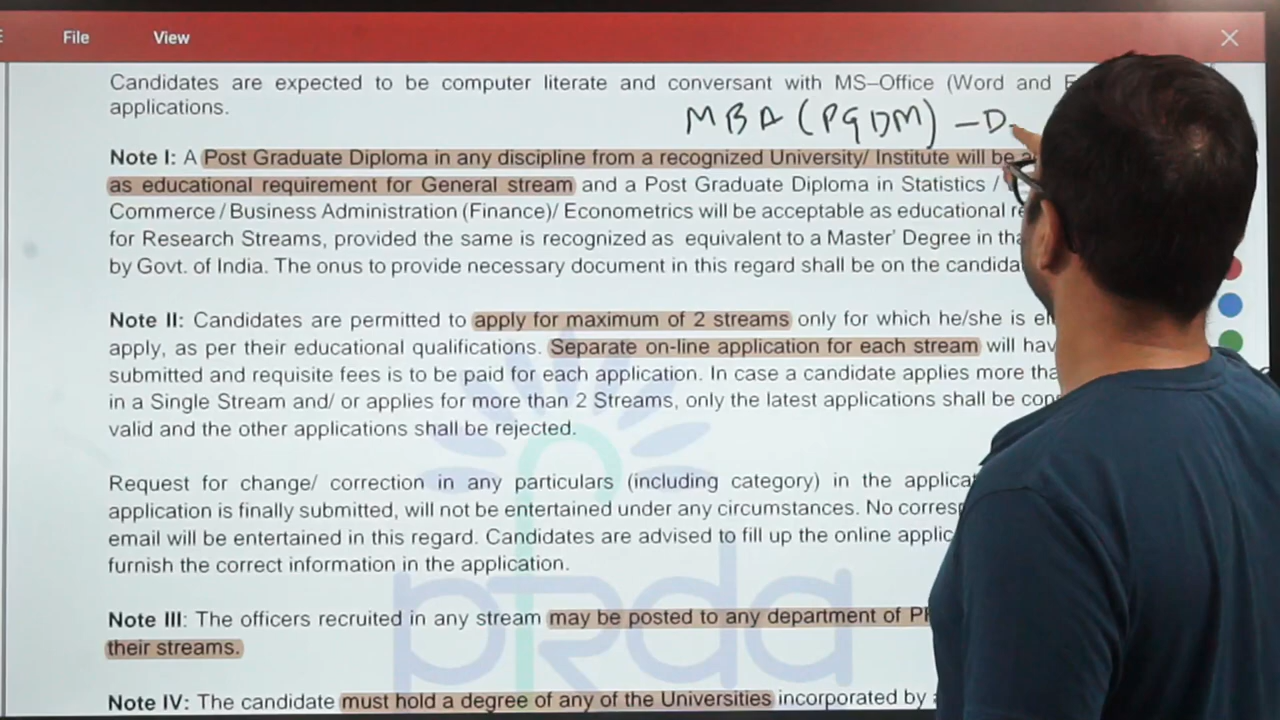 File View
Candidates are expected to be computer literate and conversant with MS–Office (Word and
applications.
MBA (PGDM) – D
Note I: A Post Graduate Diploma in any discipline from a recognized University/ Institute will be
as educational requirement for General stream and a Post Graduate Diploma in Statistics /
Commerce / Business Administration (Finance)/ Econometrics will be acceptable as educational
for Research Streams, provided the same is recognized as equivalent to a Master' Degree in
by Govt. of India. The onus to provide necessary document in this regard shall be on the
Note II: Candidates are permitted to apply for maximum of 2 streams only for which he/she is
apply, as per their educational qualifications. Separate on-line application for each stream will
submitted and requisite fees is to be paid for each application. In case a candidate applies more
in a Single Stream and/ or applies for more than 2 Streams, only the latest applications shall be
valid and the other applications shall be rejected.
Request for change/ correction in any particulars (including category) in the
application is finally submitted, will not be entertained under any circumstances. No
email will be entertained in this regard. Candidates are advised to fill up the online
furnish the correct information in the application.
Note III: The officers recruited in any stream may be posted to any department of
their streams.
Note IV: The candidate must hold a degree of any of the Universities incorporated by
prda